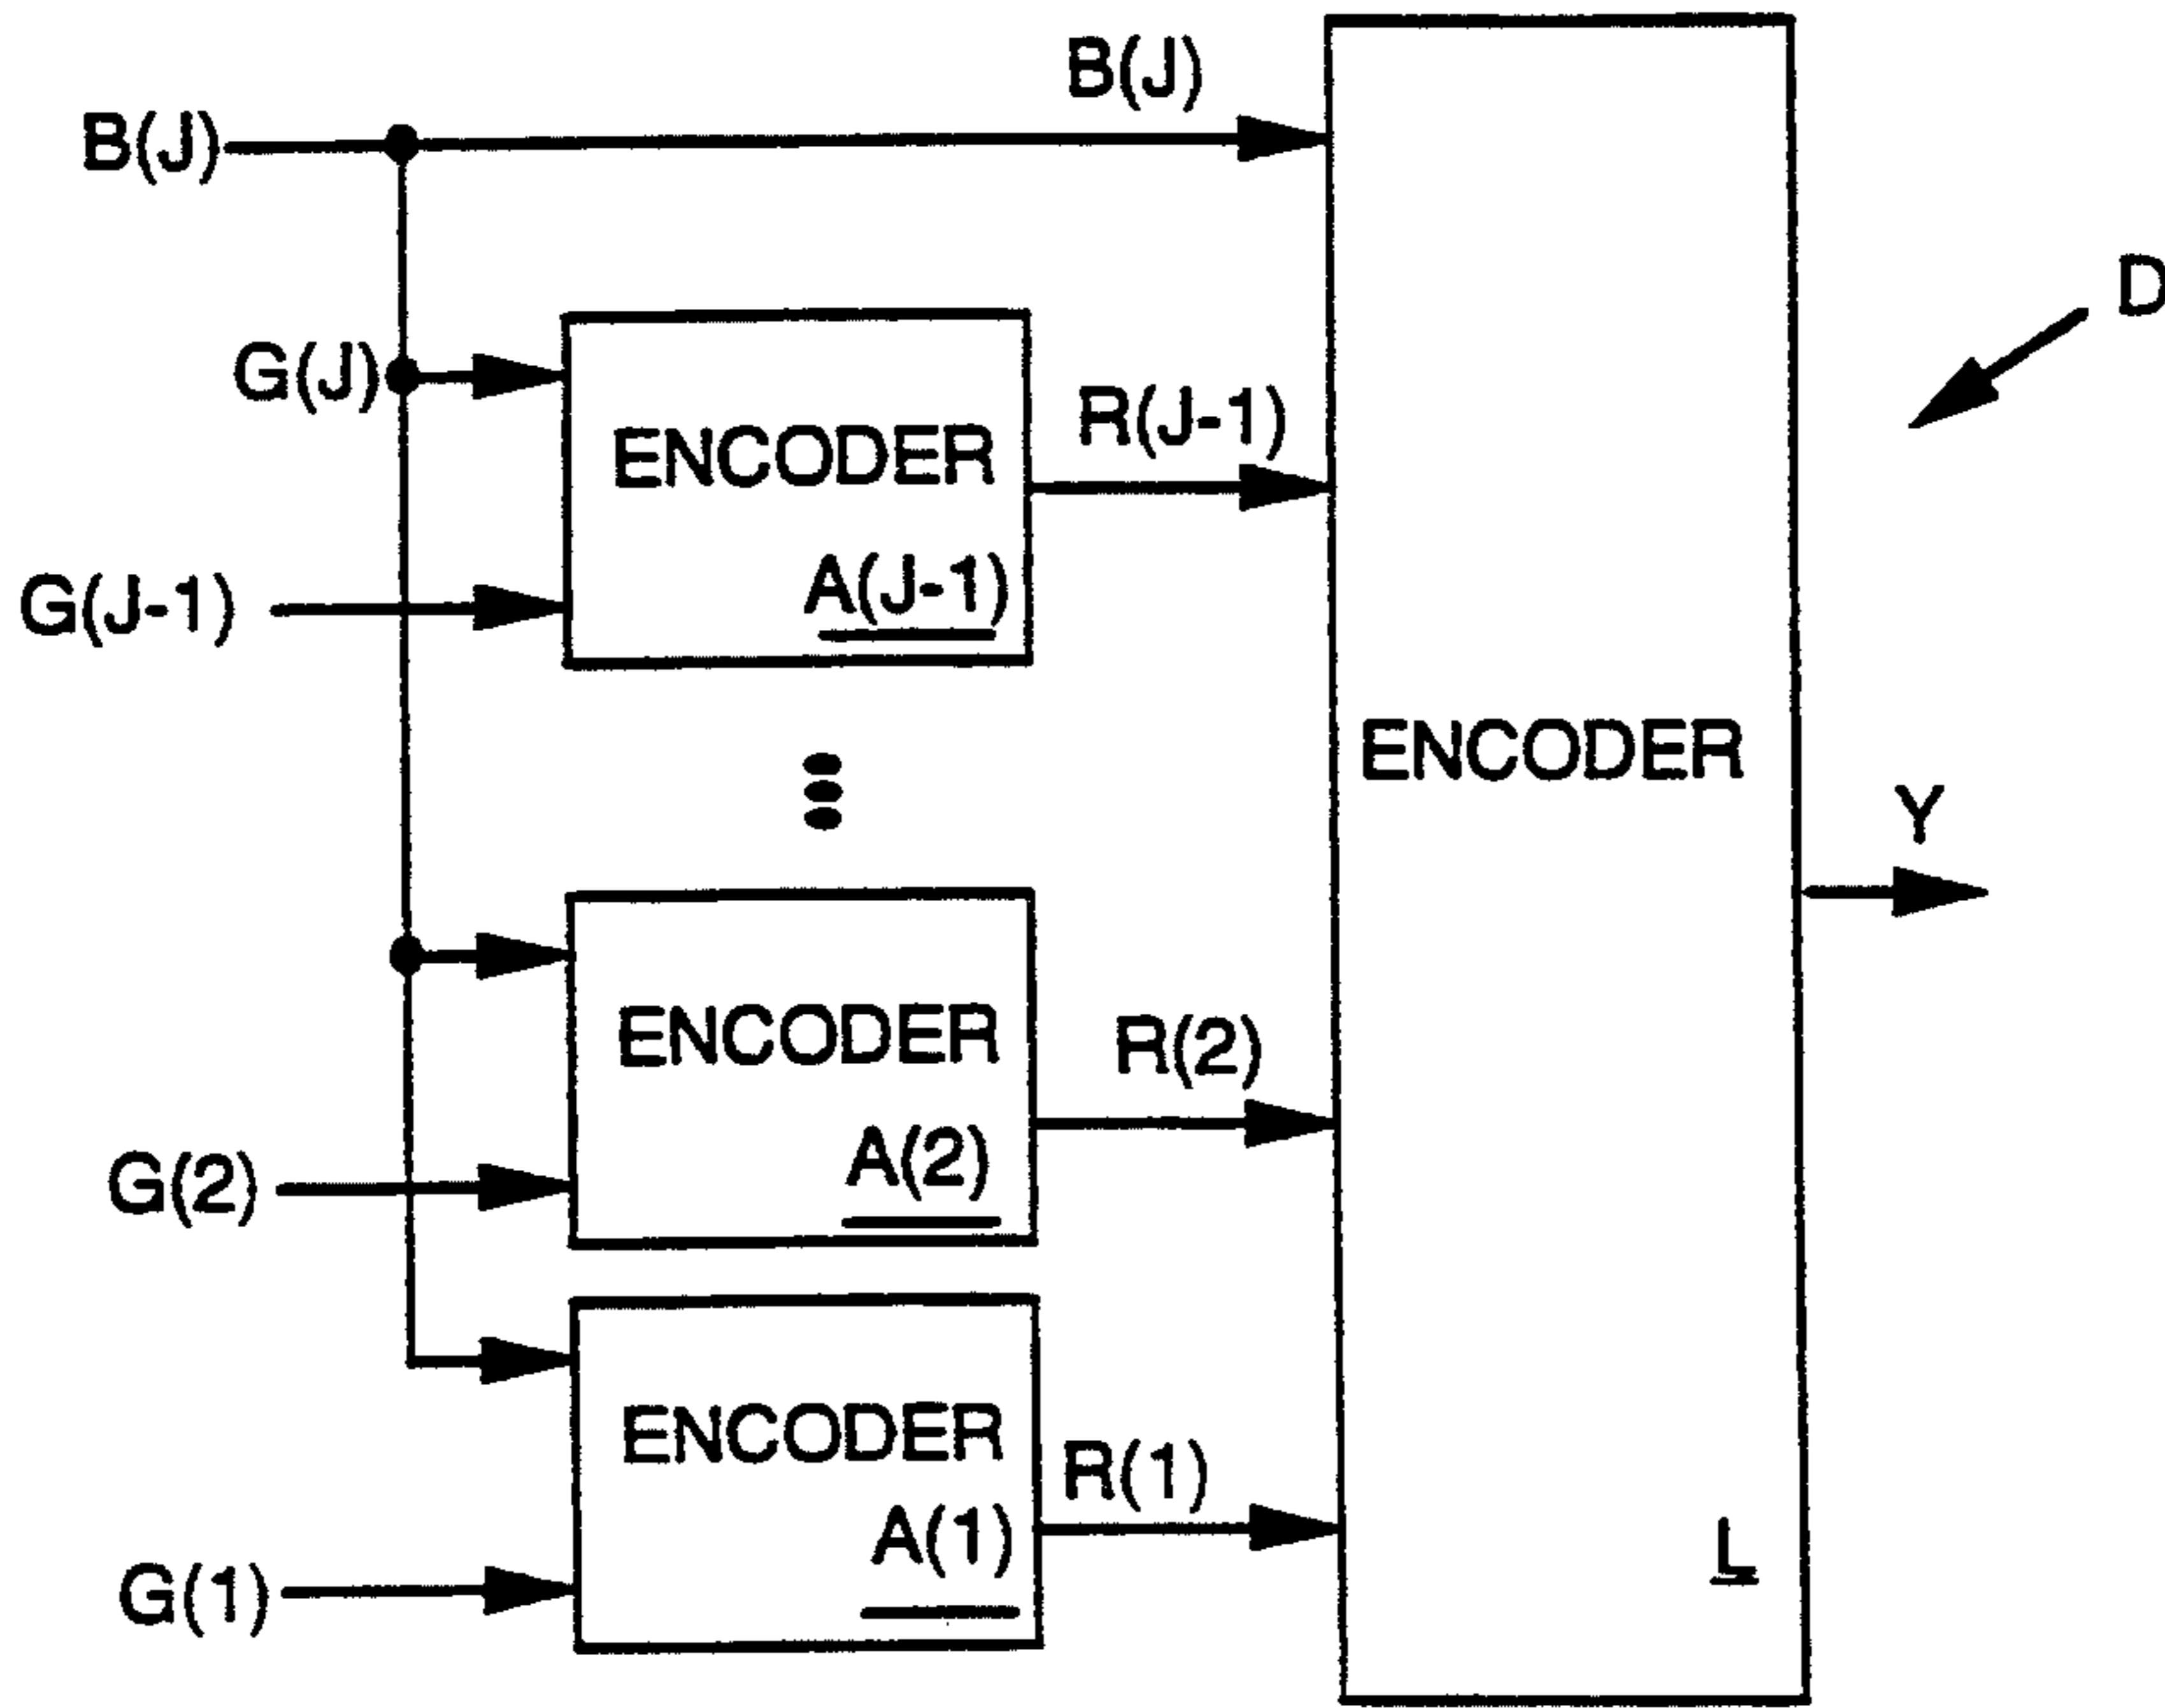 B(J)
B(J)
D
G(J)
ENCODER
R(J-1)
A(J-1)
G(J-1)
ENCODER
Y
ENCODER
R(2)
A(2)
G(2)
ENCODER
R(1)
A(1)
L
G(1)